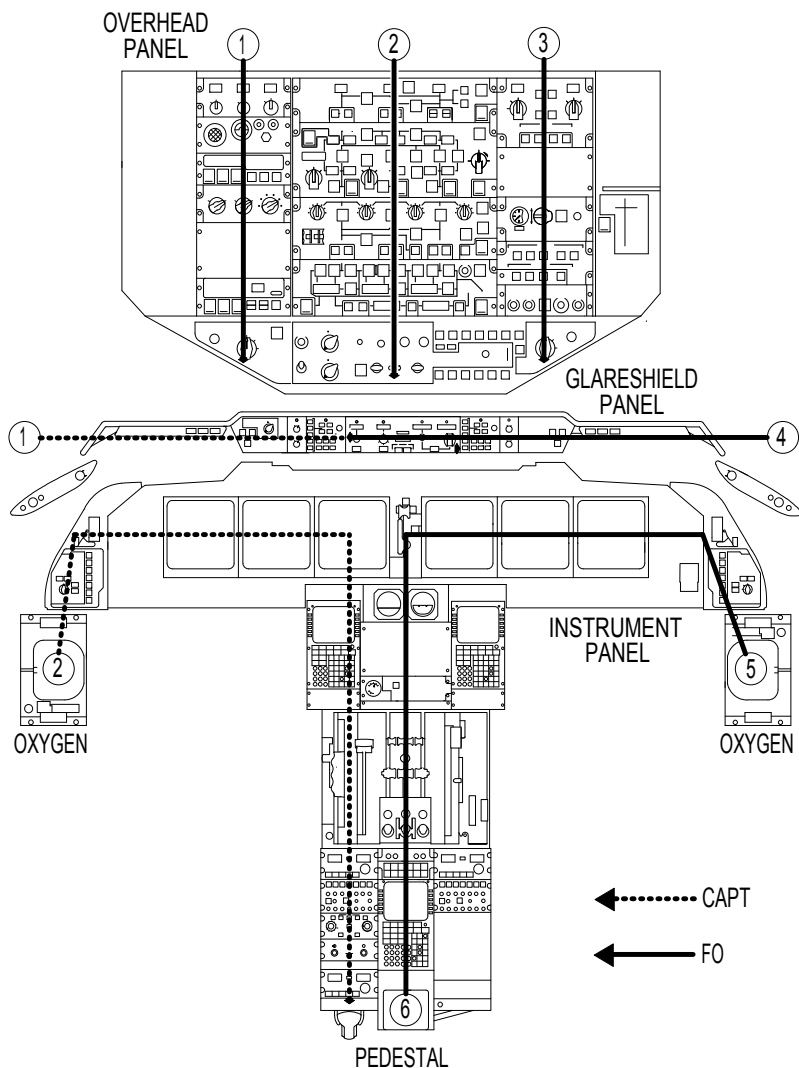 OVERHEAD
PANEL
1
2
3
GLARESHIELD
PANEL
1
4
INSTRUMENT
PANEL
2
5
OXYGEN
OXYGEN
CAPT
FO
6
PEDESTAL